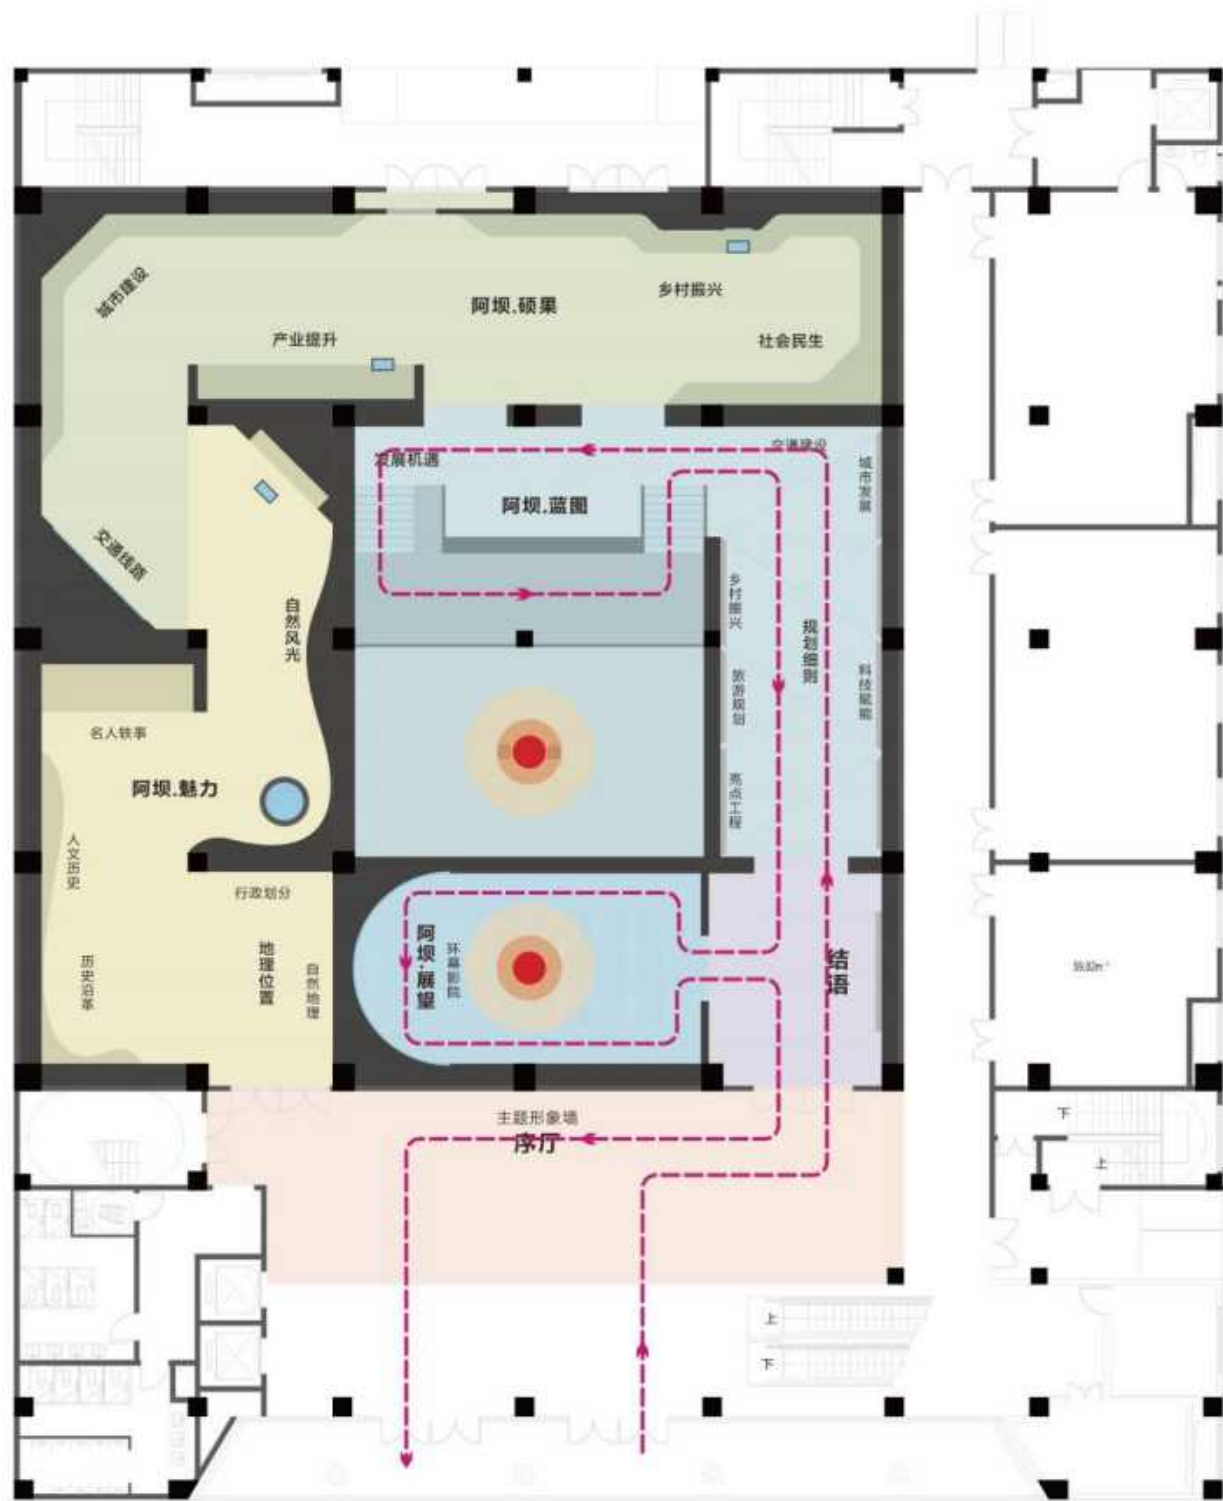 城市建设
阿坝.硕果
乡村振兴
产业提升
社会民生
交通建设
发展机遇
城市发展
阿坝.蓝图
交通线路
自然风光
乡村振兴
规划细则
旅游规划
科技赋能
亮点工程
名人轶事
阿坝.魅力
人文历史
行政划分
地理位置
自然地理
历史沿革
阿坝.展望
环幕影院
结语
主题形象墙
序厅
下
上
上
下